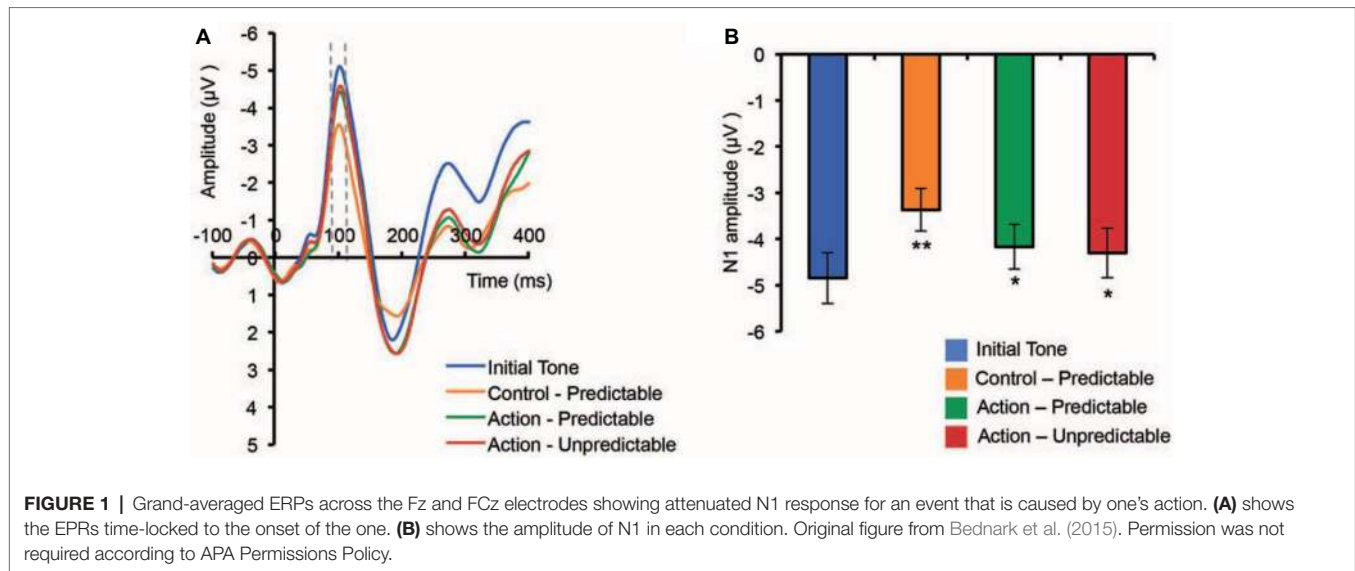 A
-6
-5
-4
-3
-2
-1
0
1
2
3
4
5
Amplitude (µV)
-100 0 100 200 300 400
Time (ms)
Initial Tone
Control - Predictable
Action - Predictable
Action - Unpredictable
B
0
-1
-2
-3
-4
-5
-6
N1 amplitude (µV)
**
*
*
Initial Tone
Control – Predictable
Action – Predictable
Action – Unpredictable
FIGURE 1 | Grand-averaged ERPs across the Fz and FCz electrodes showing attenuated N1 response for an event that is caused by one's action. (A) shows
the EPRs time-locked to the onset of the one. (B) shows the amplitude of N1 in each condition. Original figure from Bednark et al. (2015). Permission was not
required according to APA Permissions Policy.